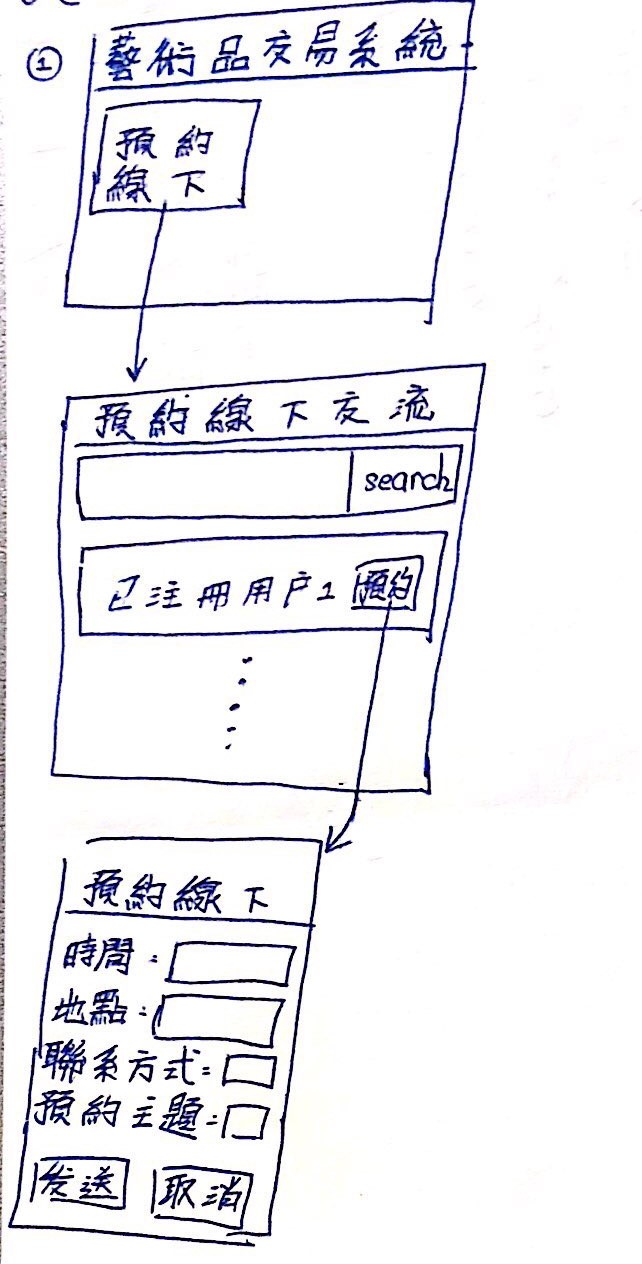 ①
藝術品交易系統
預約
線下
預約線下交流
search
已注冊用户1 預約
預約線下
時間:
地點:
聯系方式:
預約主題:
发送 取消